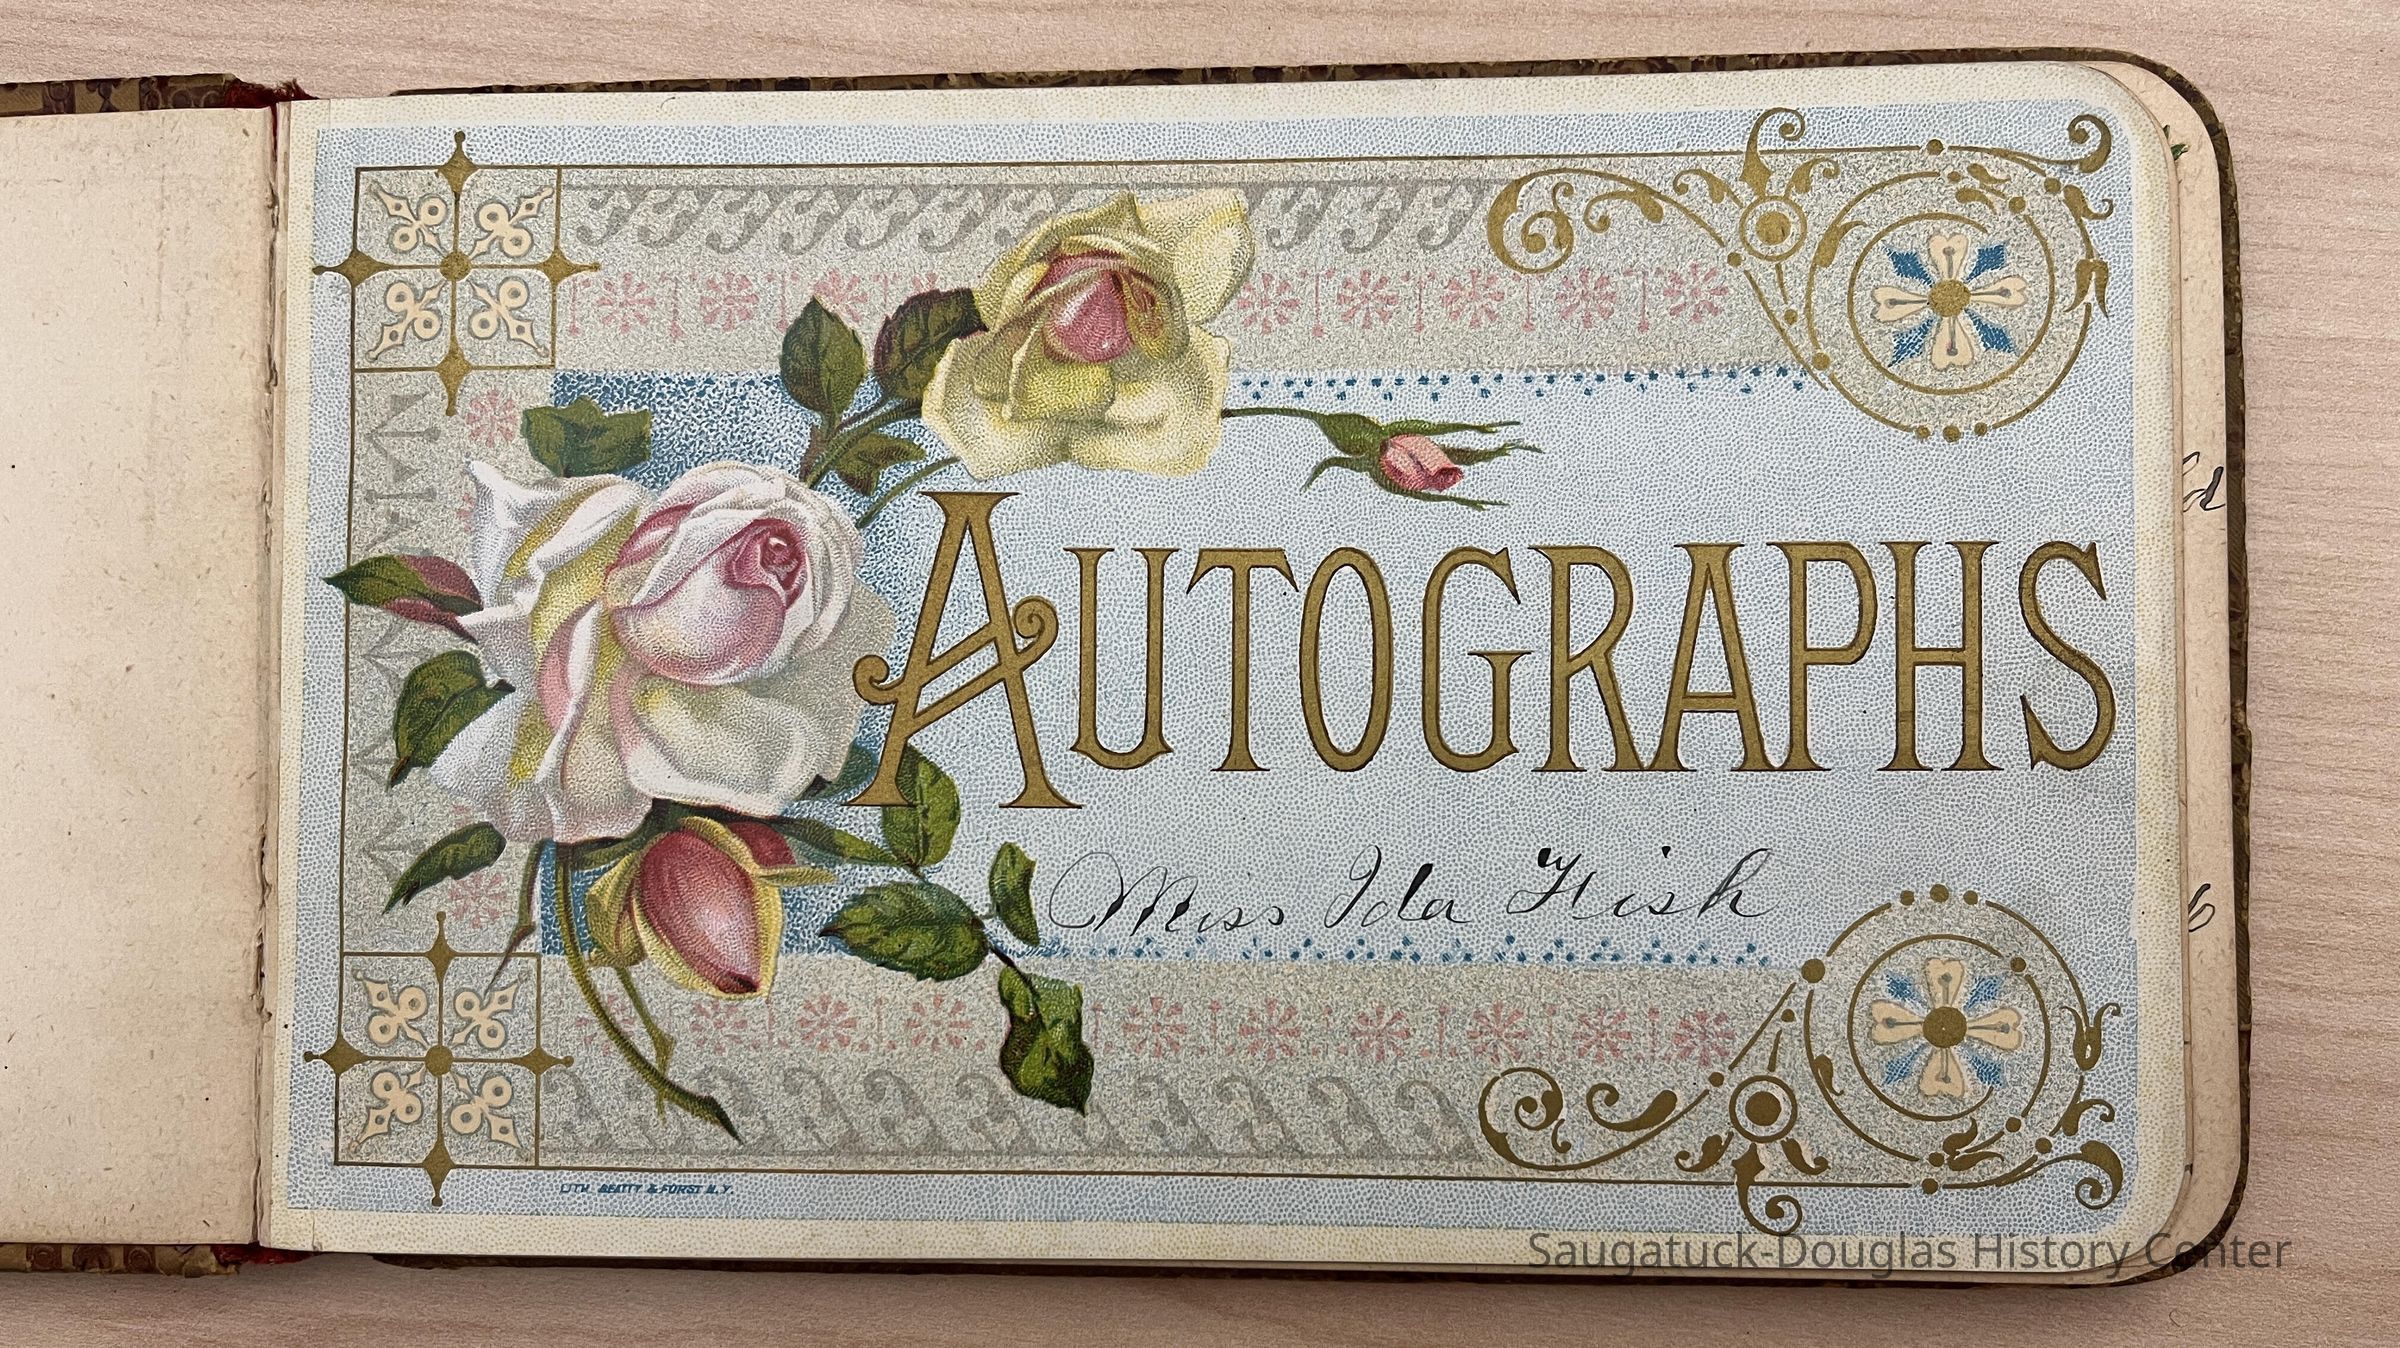 AUTOGRAPHS
Miss Ida Fish
LITH. BEATTY & FORST N.Y.
Saugatuck-Douglas History Center